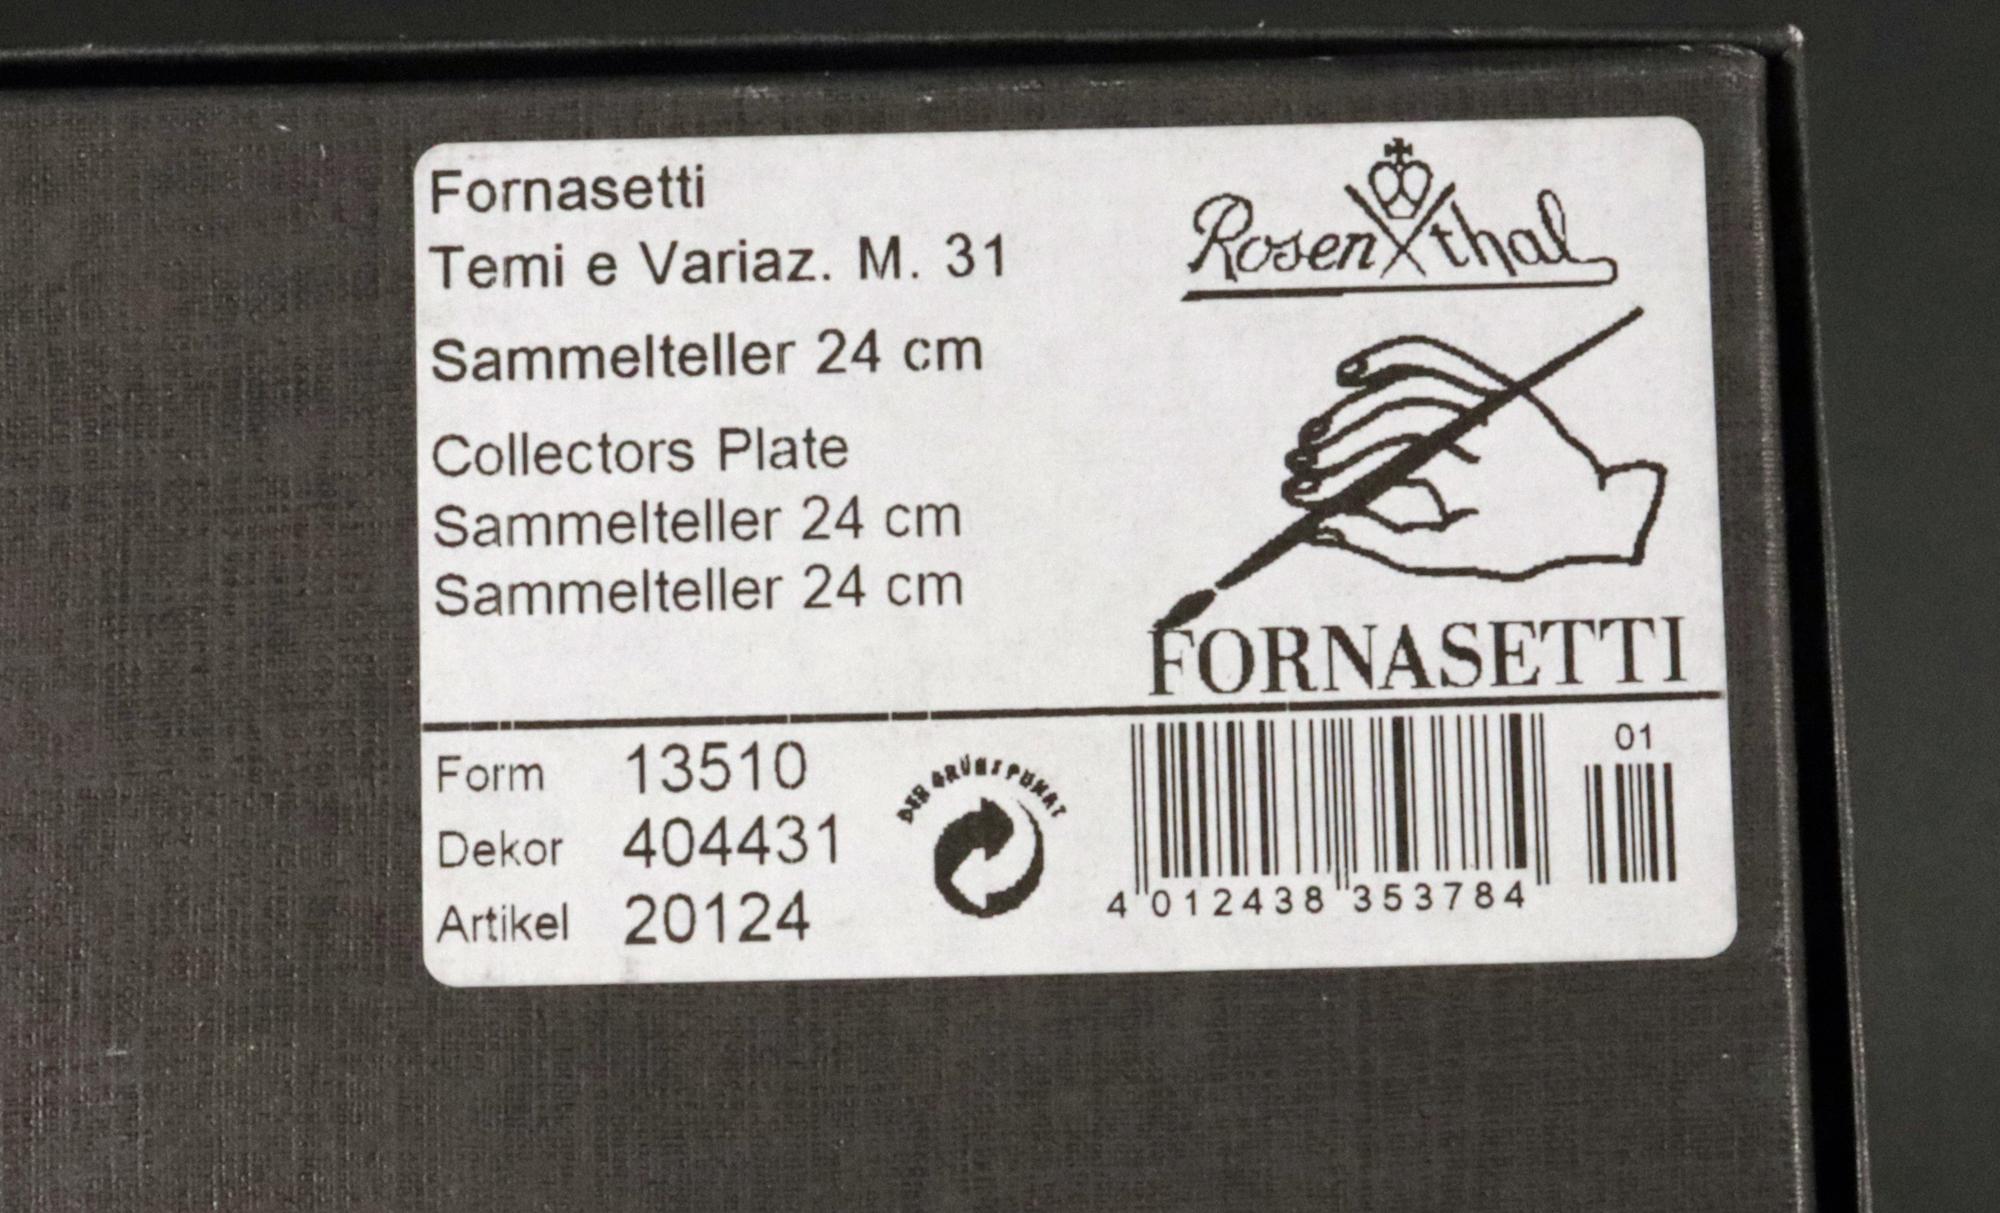 Fornasetti
Temi e Variaz. M. 31
Sammelteller 24 cm
Collectors Plate
Sammelteller 24 cm
Sammelteller 24 cm
Rosenthal
FORNASETTI
Form 13510
Dekor 404431
Artikel 20124
DER GRÜNE PUNKT
01
4 012438 353784